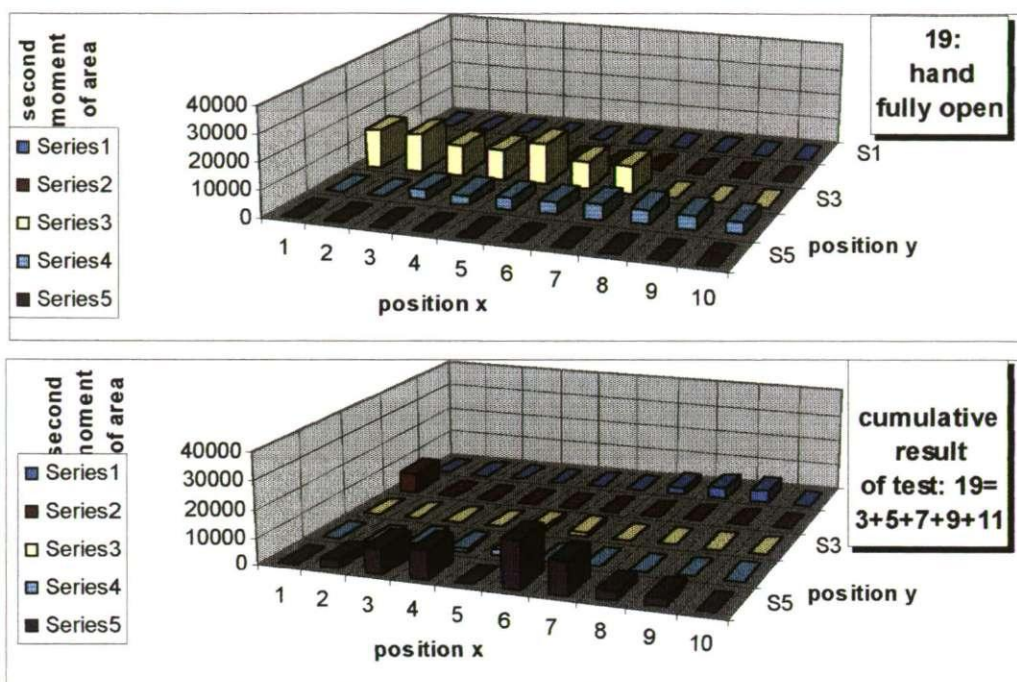 second
moment
of area
19:
hand
fully open
40000
30000
20000
10000
0
Series1
Series2
Series3
Series4
Series5
1 2 3 4 5 6 7 8 9 10
S1
S3
S5
position y
position x
second
moment
of area
cumulative
result
of test: 19=
3+5+7+9+11
40000
30000
20000
10000
0
Series1
Series2
Series3
Series4
Series5
1 2 3 4 5 6 7 8 9 10
S3
S5
position y
position x